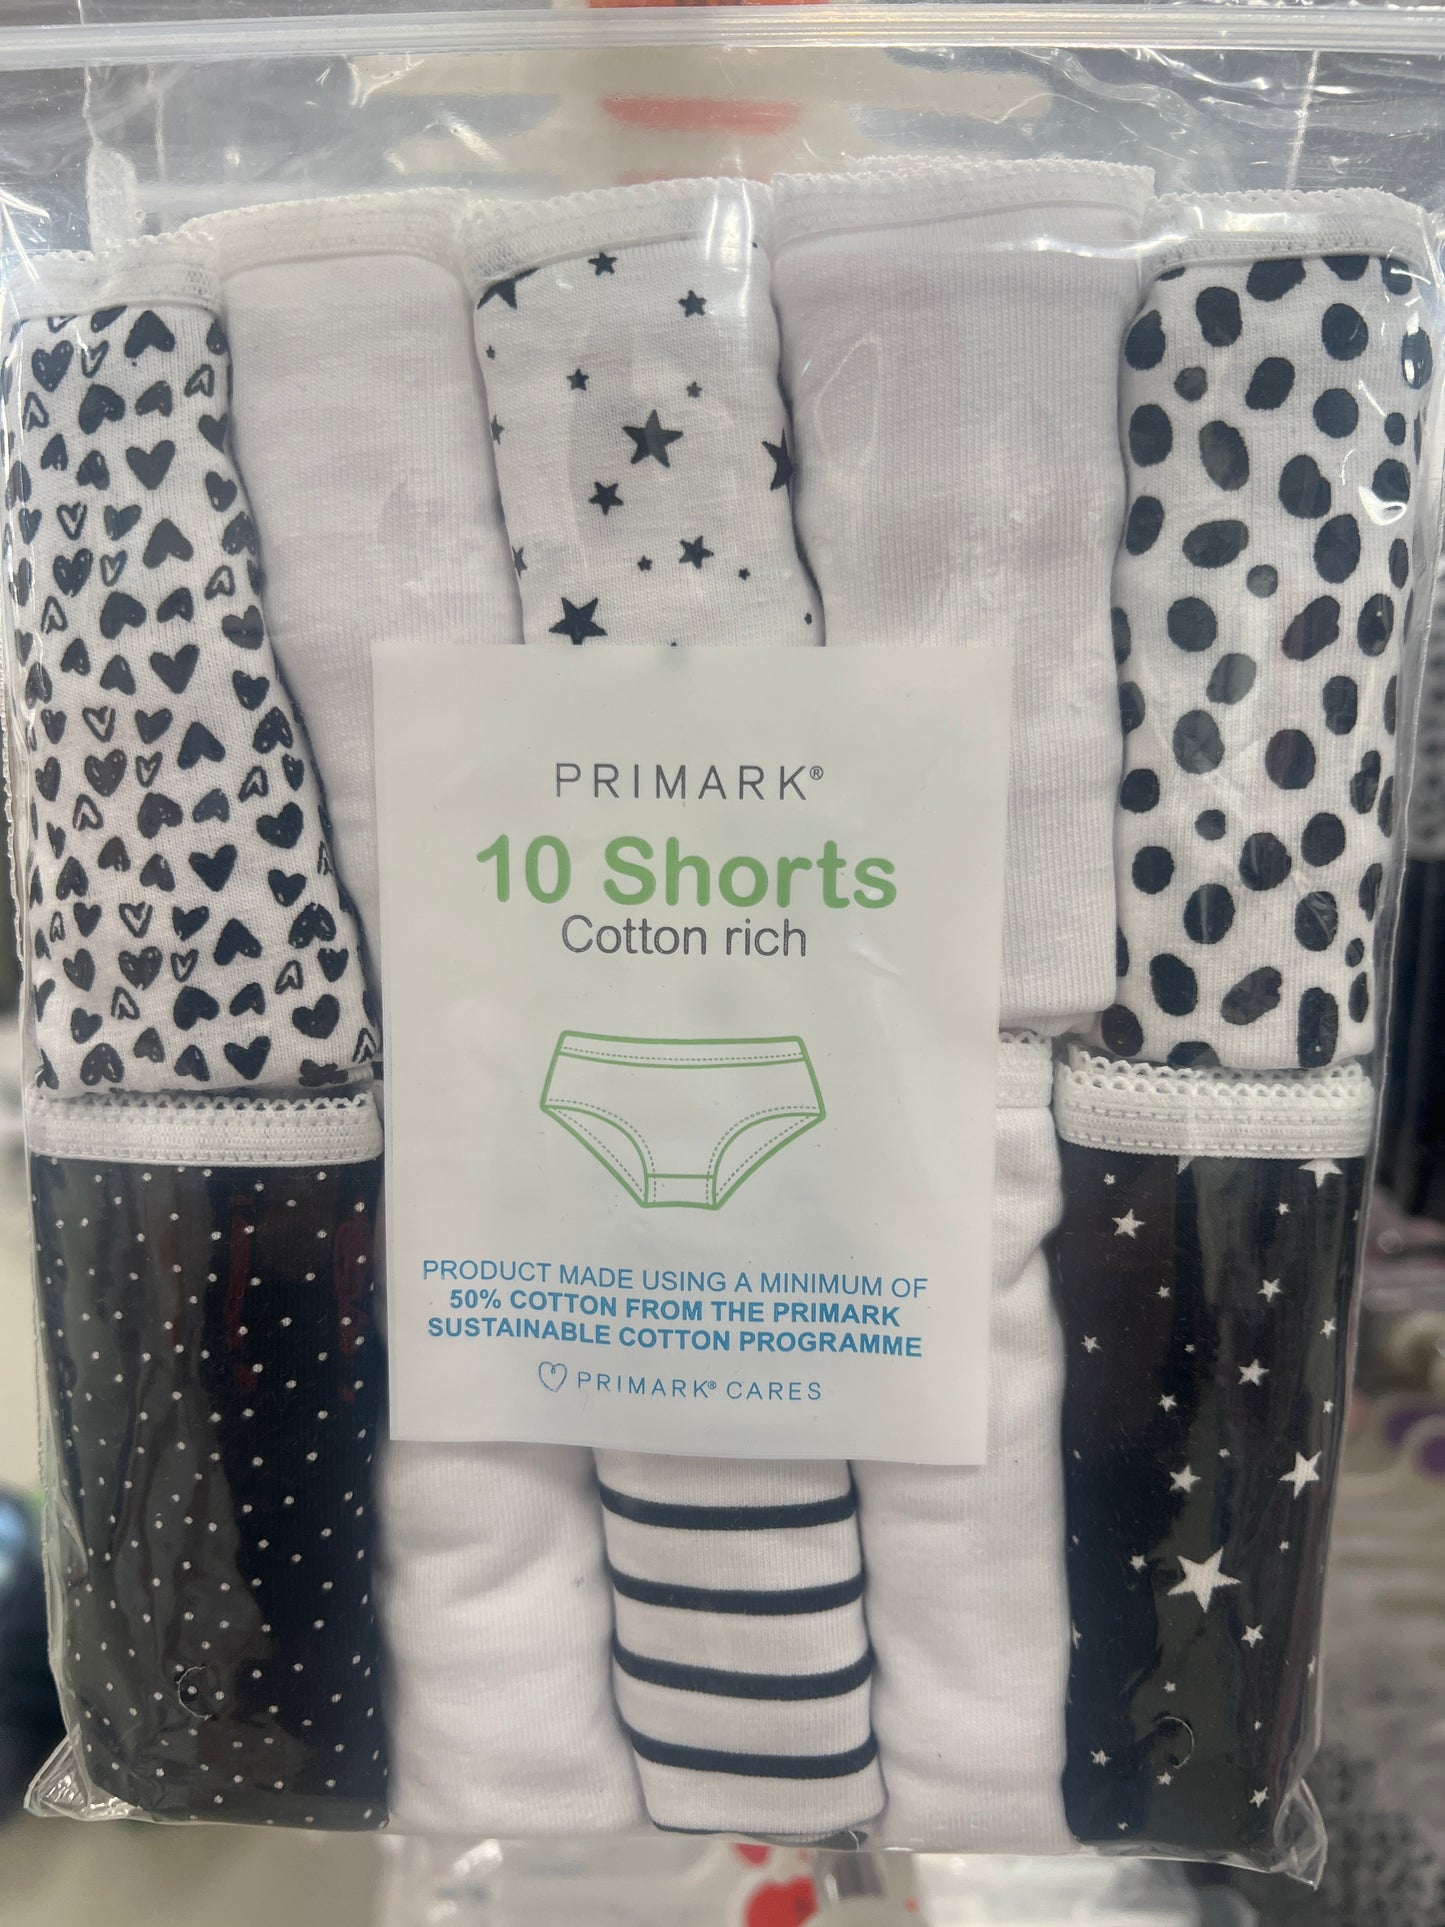 PRIMARK®
10 Shorts
Cotton rich
PRODUCT MADE USING A MINIMUM OF
50% COTTON FROM THE PRIMARK
SUSTAINABLE COTTON PROGRAMME
PRIMARK® CARES